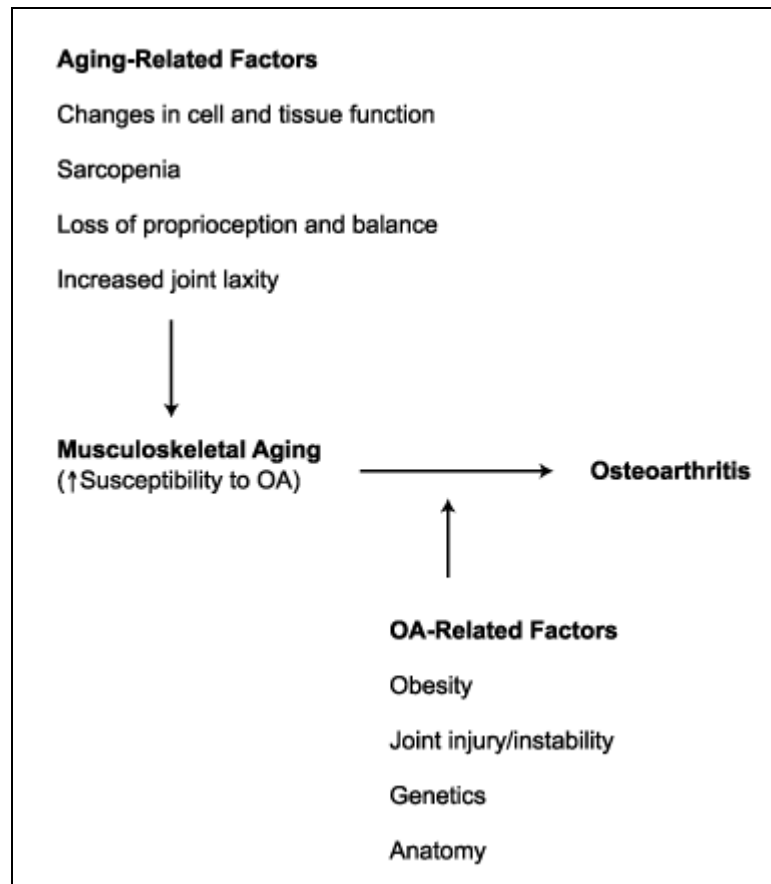 Aging-Related Factors
Changes in cell and tissue function
Sarcopenia
Loss of proprioception and balance
Increased joint laxity
Musculoskeletal Aging
(↑Susceptibility to OA)
Osteoarthritis
OA-Related Factors
Obesity
Joint injury/instability
Genetics
Anatomy